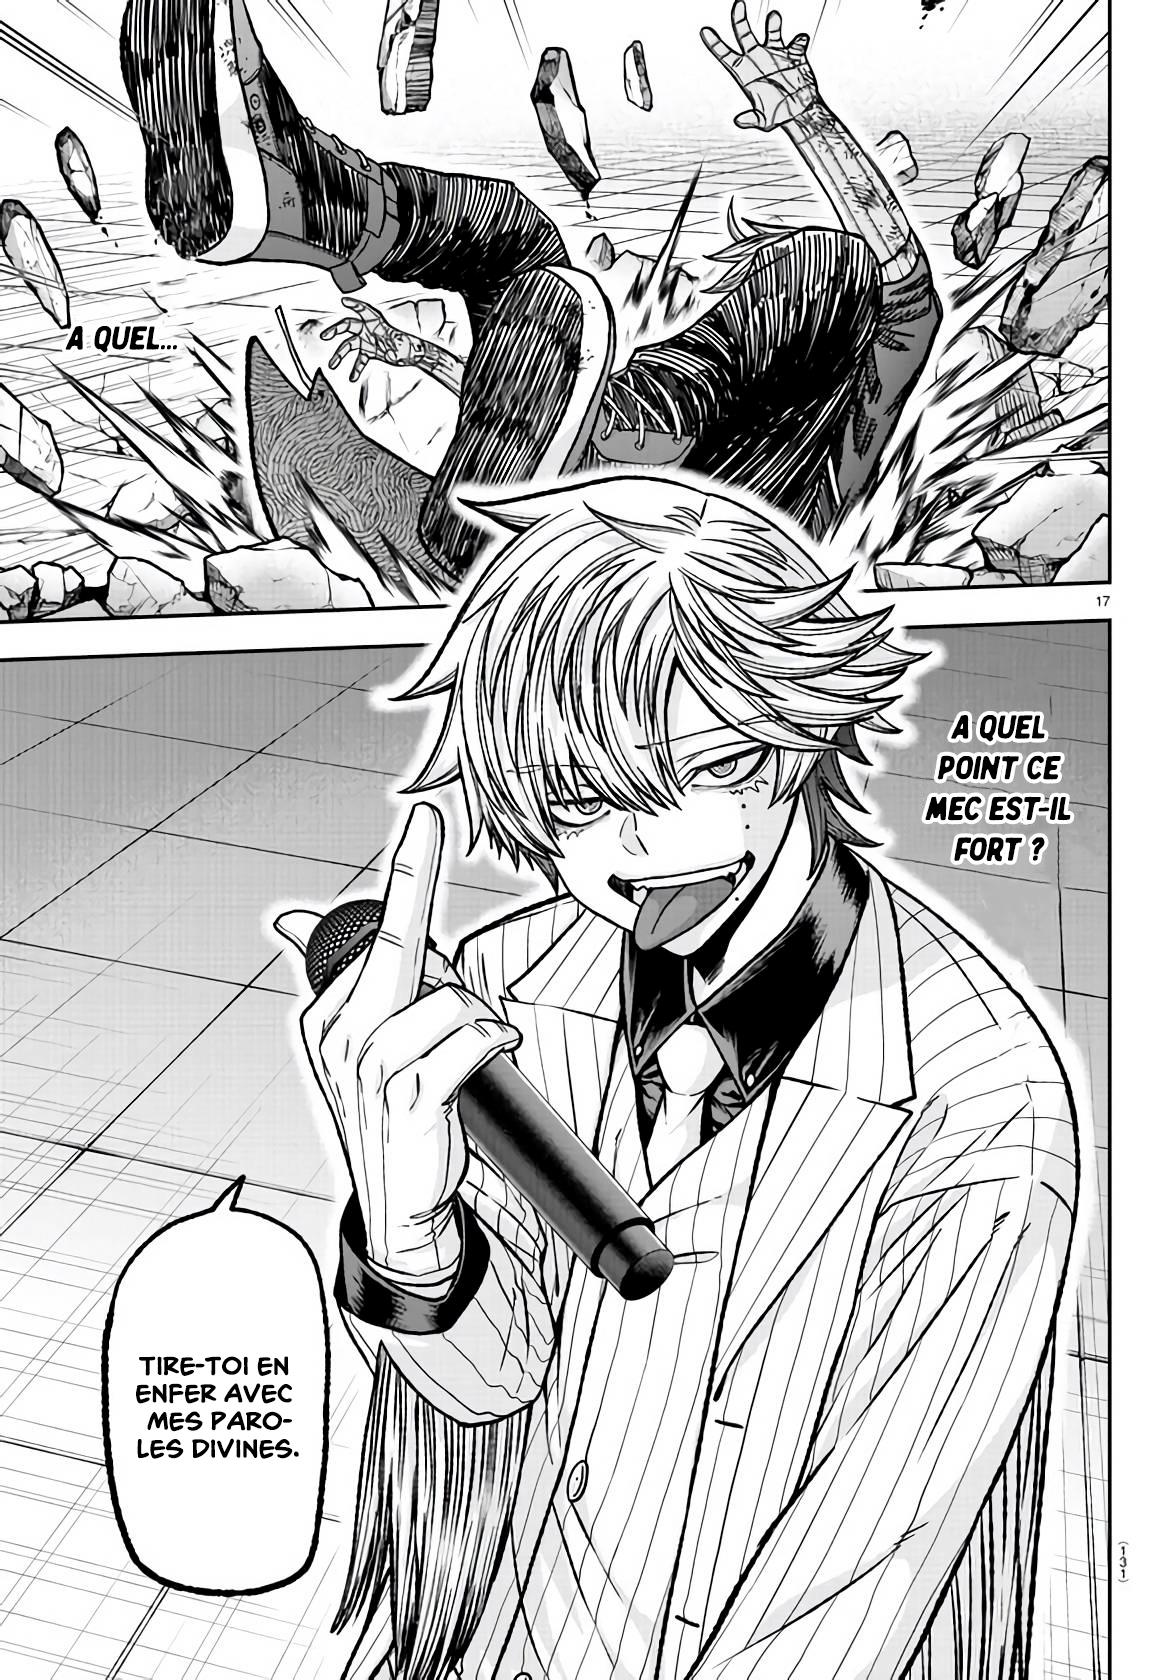 A QUEL...
17
A QUEL
POINT CE
MEC EST-IL
FORT ?
TIRE-TOI EN
ENFER AVEC
MES PARO-
LES DIVINES.
(131)